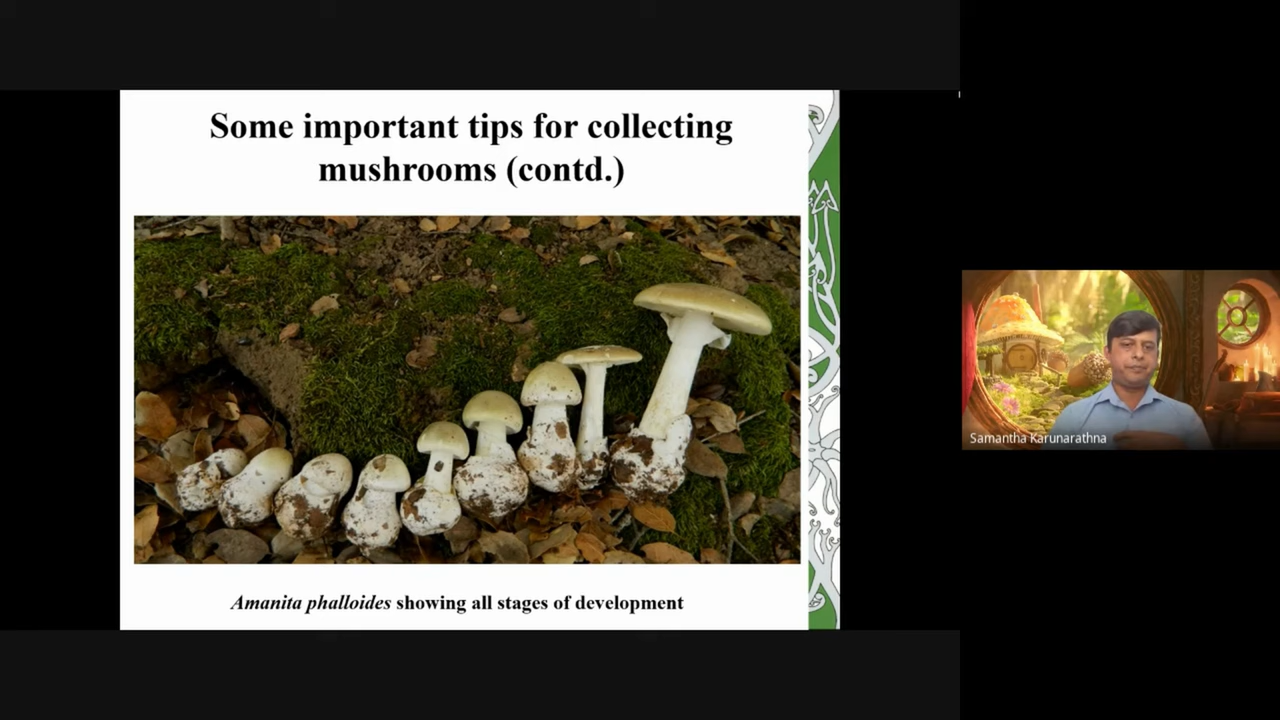 Some important tips for collecting
mushrooms (contd.)
Amanita phalloides showing all stages of development
Samantha Karunarathna